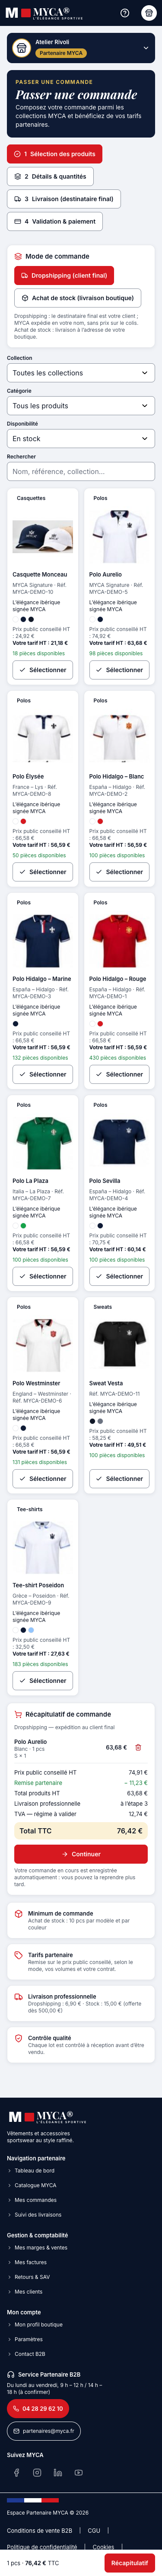 MYCA®
L'ÉLÉGANCE SPORTIVE
Atelier Rivoli
Partenaire MYCA
PASSER UNE COMMANDE
Passer votre commande
Composez votre commande parmi les
collections MYCA et bénéficiez de vos tarifs
partenaires.
1 Sélection des produits
2 Détails & quantités
3 Livraison (destinataire final)
4 Validation & paiement
Mode de commande
Dropshipping (client final)
Achat de stock (livraison boutique)
Dropshipping : le destinataire final est votre client ;
MYCA expédie en votre nom, sans prix sur le colis.
Achat de stock : livraison à l'adresse de votre
boutique.
Collection
Toutes les collections
Catégorie
Tous les produits
Disponibilité
En stock
Rechercher
Nom, référence, collection…
Casquettes
Casquette Monceau
MYCA Signature · Réf.
MYCA-DEMO-10
L'élégance ibérique
signée MYCA
Prix public conseillé HT
: 24,92 €
Votre tarif HT : 21,18 €
18 pièces disponibles
Sélectionner
Polos
Polo Aurelio
MYCA Signature · Réf.
MYCA-DEMO-5
L'élégance ibérique
signée MYCA
Prix public conseillé HT
: 74,92 €
Votre tarif HT : 63,68 €
98 pièces disponibles
Sélectionner
Polos
Polo Élysée
France – Lys · Réf.
MYCA-DEMO-8
L'élégance ibérique
signée MYCA
Prix public conseillé HT
: 66,58 €
Votre tarif HT : 56,59 €
50 pièces disponibles
Sélectionner
Polos
Polo Hidalgo – Blanc
España – Hidalgo · Réf.
MYCA-DEMO-2
L'élégance ibérique
signée MYCA
Prix public conseillé HT
: 66,58 €
Votre tarif HT : 56,59 €
100 pièces disponibles
Sélectionner
Polos
Polo Hidalgo – Marine
España – Hidalgo · Réf.
MYCA-DEMO-3
L'élégance ibérique
signée MYCA
Prix public conseillé HT
: 66,58 €
Votre tarif HT : 56,59 €
132 pièces disponibles
Sélectionner
Polos
Polo Hidalgo – Rouge
España – Hidalgo · Réf.
MYCA-DEMO-1
L'élégance ibérique
signée MYCA
Prix public conseillé HT
: 66,58 €
Votre tarif HT : 56,59 €
430 pièces disponibles
Sélectionner
Polos
Polo La Plaza
Italia – La Plaza · Réf.
MYCA-DEMO-7
L'élégance ibérique
signée MYCA
Prix public conseillé HT
: 66,58 €
Votre tarif HT : 56,59 €
100 pièces disponibles
Sélectionner
Polos
Polo Sevilla
España – Hidalgo · Réf.
MYCA-DEMO-4
L'élégance ibérique
signée MYCA
Prix public conseillé HT
: 70,75 €
Votre tarif HT : 60,14 €
100 pièces disponibles
Sélectionner
Polos
Polo Westminster
England – Westminster ·
Réf. MYCA-DEMO-6
L'élégance ibérique
signée MYCA
Prix public conseillé HT
: 66,58 €
Votre tarif HT : 56,59 €
131 pièces disponibles
Sélectionner
Sweats
Sweat Vesta
Réf. MYCA-DEMO-11
L'élégance ibérique
signée MYCA
Prix public conseillé HT
: 58,25 €
Votre tarif HT : 49,51 €
100 pièces disponibles
Sélectionner
Tee-shirts
Tee-shirt Poseidon
Grèce – Poseidon · Réf.
MYCA-DEMO-9
L'élégance ibérique
signée MYCA
Prix public conseillé HT
: 32,50 €
Votre tarif HT : 27,63 €
183 pièces disponibles
Sélectionner
Récapitulatif de commande
Dropshipping — expédition au client final
Polo Aurelio
Blanc · 1 pcs
S × 1
63,68 €
Prix public conseillé HT 74,91 €
Remise partenaire – 11,23 €
Total produits HT 63,68 €
Livraison professionnelle à l'étape 3
TVA — régime à valider 12,74 €
Total TTC 76,42 €
Continuer
Votre commande en cours est enregistrée
automatiquement : vous pouvez la reprendre plus
tard.
Minimum de commande
Achat de stock : 10 pcs par modèle et par
couleur
Tarifs partenaire
Remise sur le prix public conseillé, selon le
mode, vos volumes et votre contrat.
Livraison professionnelle
Dropshipping : 6,90 € · Stock : 15,00 € (offerte
dès 500,00 €)
Contrôle qualité
Chaque lot est contrôlé à réception avant d'être
vendu.
MYCA®
L'ÉLÉGANCE SPORTIVE
Vêtements et accessoires
sportswear au style raffiné.
Navigation partenaire
Tableau de bord
Catalogue MYCA
Mes commandes
Suivi des livraisons
Gestion & comptabilité
Mes marges & ventes
Mes factures
Retours & SAV
Mes clients
Mon compte
Mon profil boutique
Paramètres
Contact B2B
Service Partenaire B2B
Du lundi au vendredi, 9 h – 12 h / 14 h –
18 h (à confirmer)
04 28 29 62 10
partenaires@myca.fr
Suivez MYCA
Espace Partenaire MYCA © 2026
Conditions de vente B2B
CGU
Politique de confidentialité
Cookies
1 pcs · 76,42 € TTC
Récapitulatif